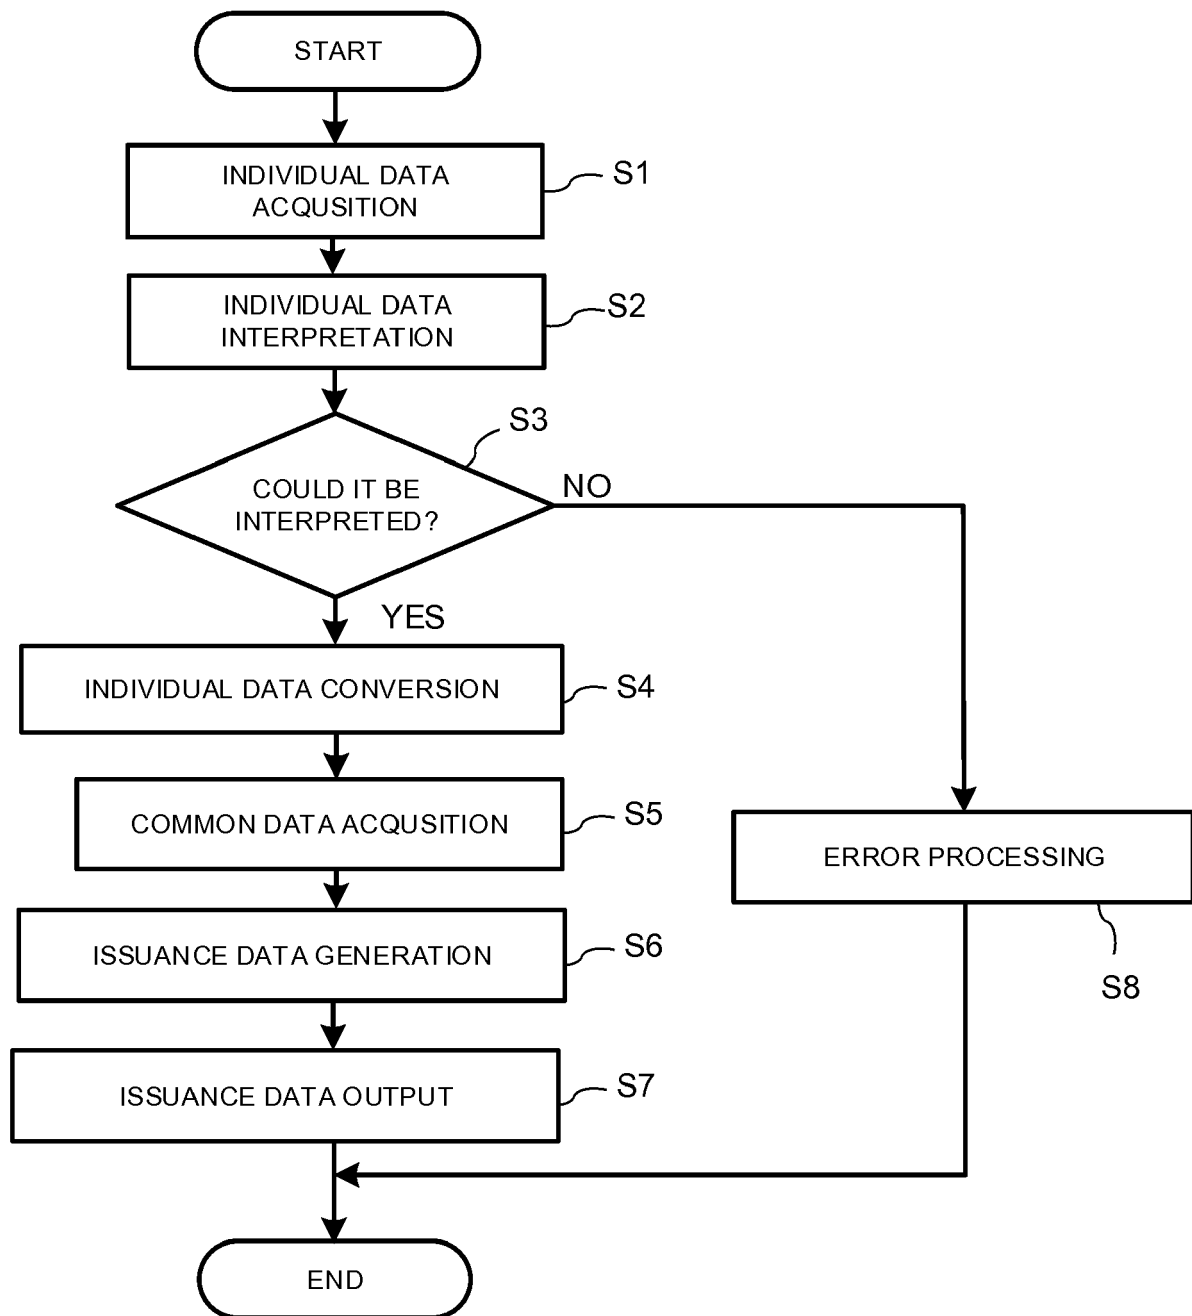 START
INDIVIDUAL DATA
ACQUSITION
S1
INDIVIDUAL DATA
INTERPRETATION
S2
S3
COULD IT BE
INTERPRETED?
NO
YES
INDIVIDUAL DATA CONVERSION
S4
COMMON DATA ACQUSITION
S5
ERROR PROCESSING
S8
ISSUANCE DATA GENERATION
S6
ISSUANCE DATA OUTPUT
S7
END